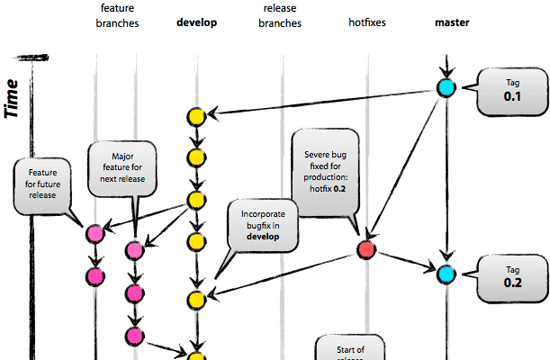 feature
branches
develop
release
branches
hotfixes
master
Time
Tag
0.1
Feature
for future
release
Major
feature for
next release
Severe bug
fixed for
production:
hotfix 0.2
Incorporate
bugfix in
develop
Tag
0.2
Start of
release